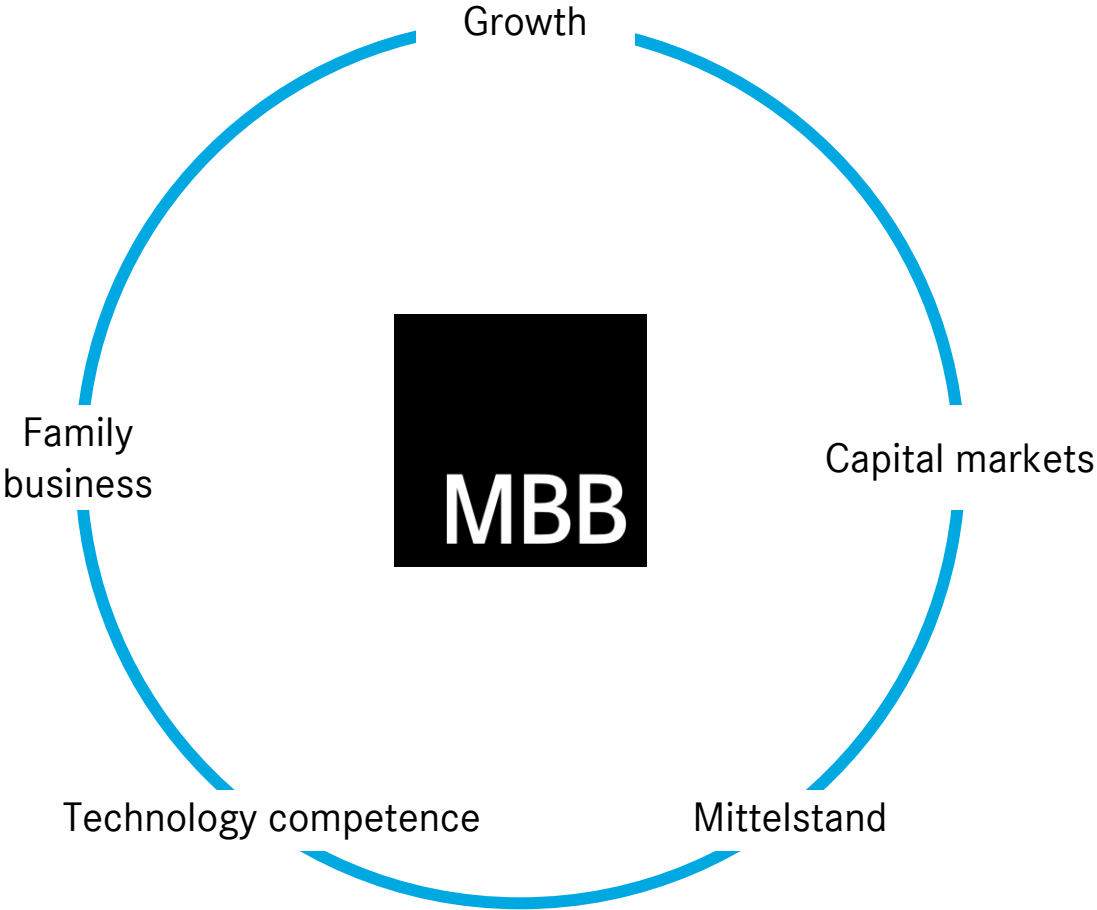 Growth
Family
business
Capital markets
MBB
Technology competence
Mittelstand